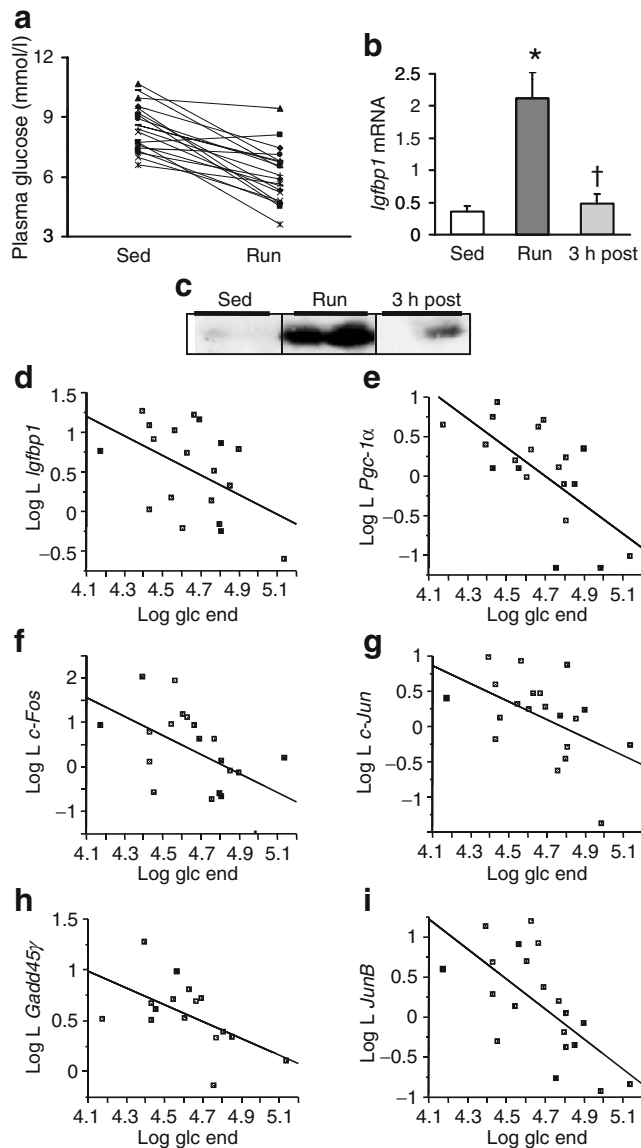 a
Plasma glucose (mmol/l)
12
9
6
3
Sed Run
b
Igfbp1 mRNA
2.5
2
1.5
1
0.5
0
*
†
Sed Run 3 h post
c
Sed Run 3 h post
d
Log L Igfbp1
1.5
1
0.5
0
−0.5
4.1 4.3 4.5 4.7 4.9 5.1
Log glc end
e
Log L Pgc-1α
1
0.5
0
−0.5
−1
4.1 4.3 4.5 4.7 4.9 5.1
Log glc end
f
Log L c-Fos
2
1
0
−1
4.1 4.3 4.5 4.7 4.9 5.1
Log glc end
g
Log L c-Jun
1
0.5
0
−0.5
−1
4.1 4.3 4.5 4.7 4.9 5.1
Log glc end
h
Log L Gadd45γ
1.5
1
0.5
0
4.1 4.3 4.5 4.7 4.9 5.1
Log glc end
i
Log L JunB
1
0.5
0
−0.5
−1
4.1 4.3 4.5 4.7 4.9 5.1
Log glc end